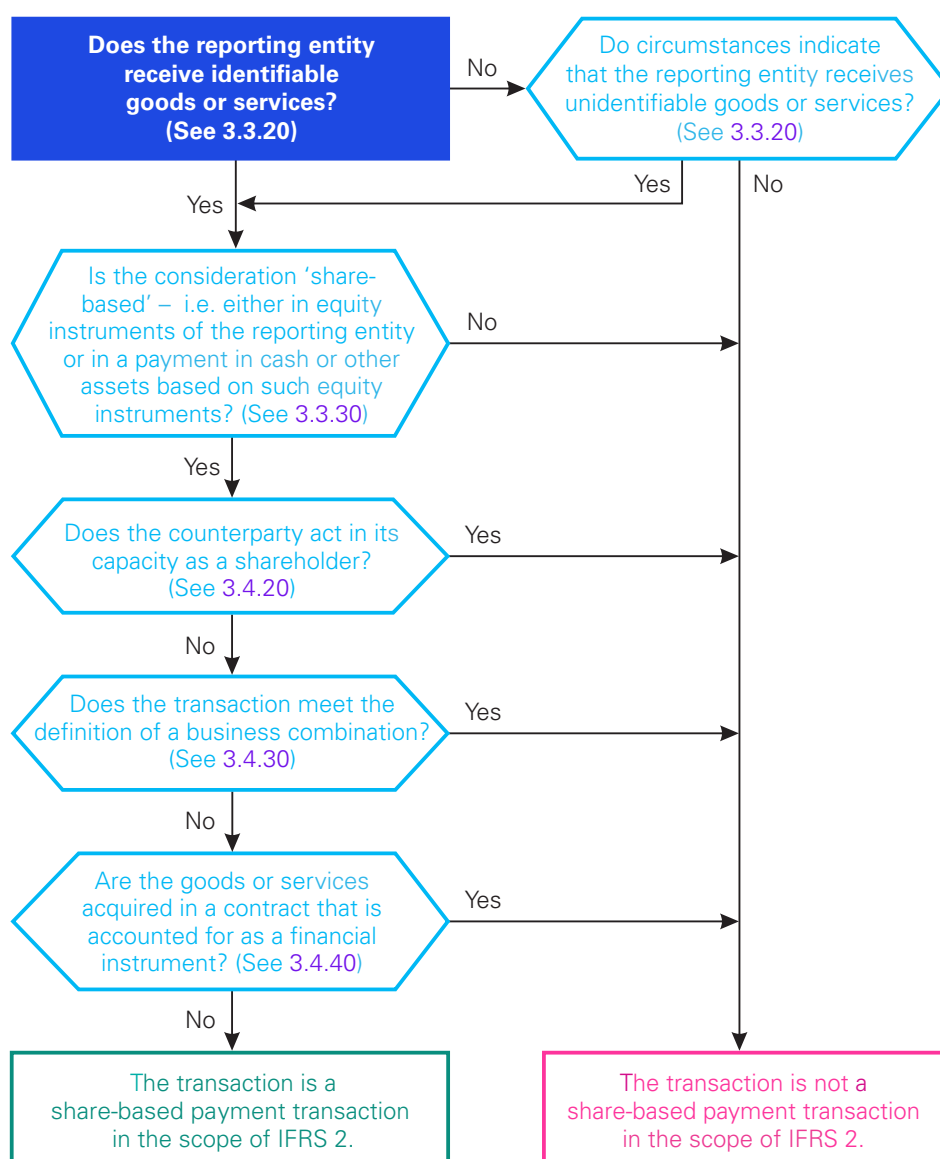 Does the reporting entity
receive identifiable
goods or services?
(See 3.3.20)
No
Do circumstances indicate
that the reporting entity receives
unidentifiable goods or services?
(See 3.3.20)
Yes
Yes
No
Is the consideration ‘share-
based’ – i.e. either in equity
instruments of the reporting entity
or in a payment in cash or other
assets based on such equity
instruments? (See 3.3.30)
No
Yes
Does the counterparty act in its
capacity as a shareholder?
(See 3.4.20)
Yes
No
Does the transaction meet the
definition of a business combination?
(See 3.4.30)
Yes
No
Are the goods or services
acquired in a contract that is
accounted for as a financial
instrument? (See 3.4.40)
Yes
No
The transaction is a
share-based payment transaction
in the scope of IFRS 2.
The transaction is not a
share-based payment transaction
in the scope of IFRS 2.